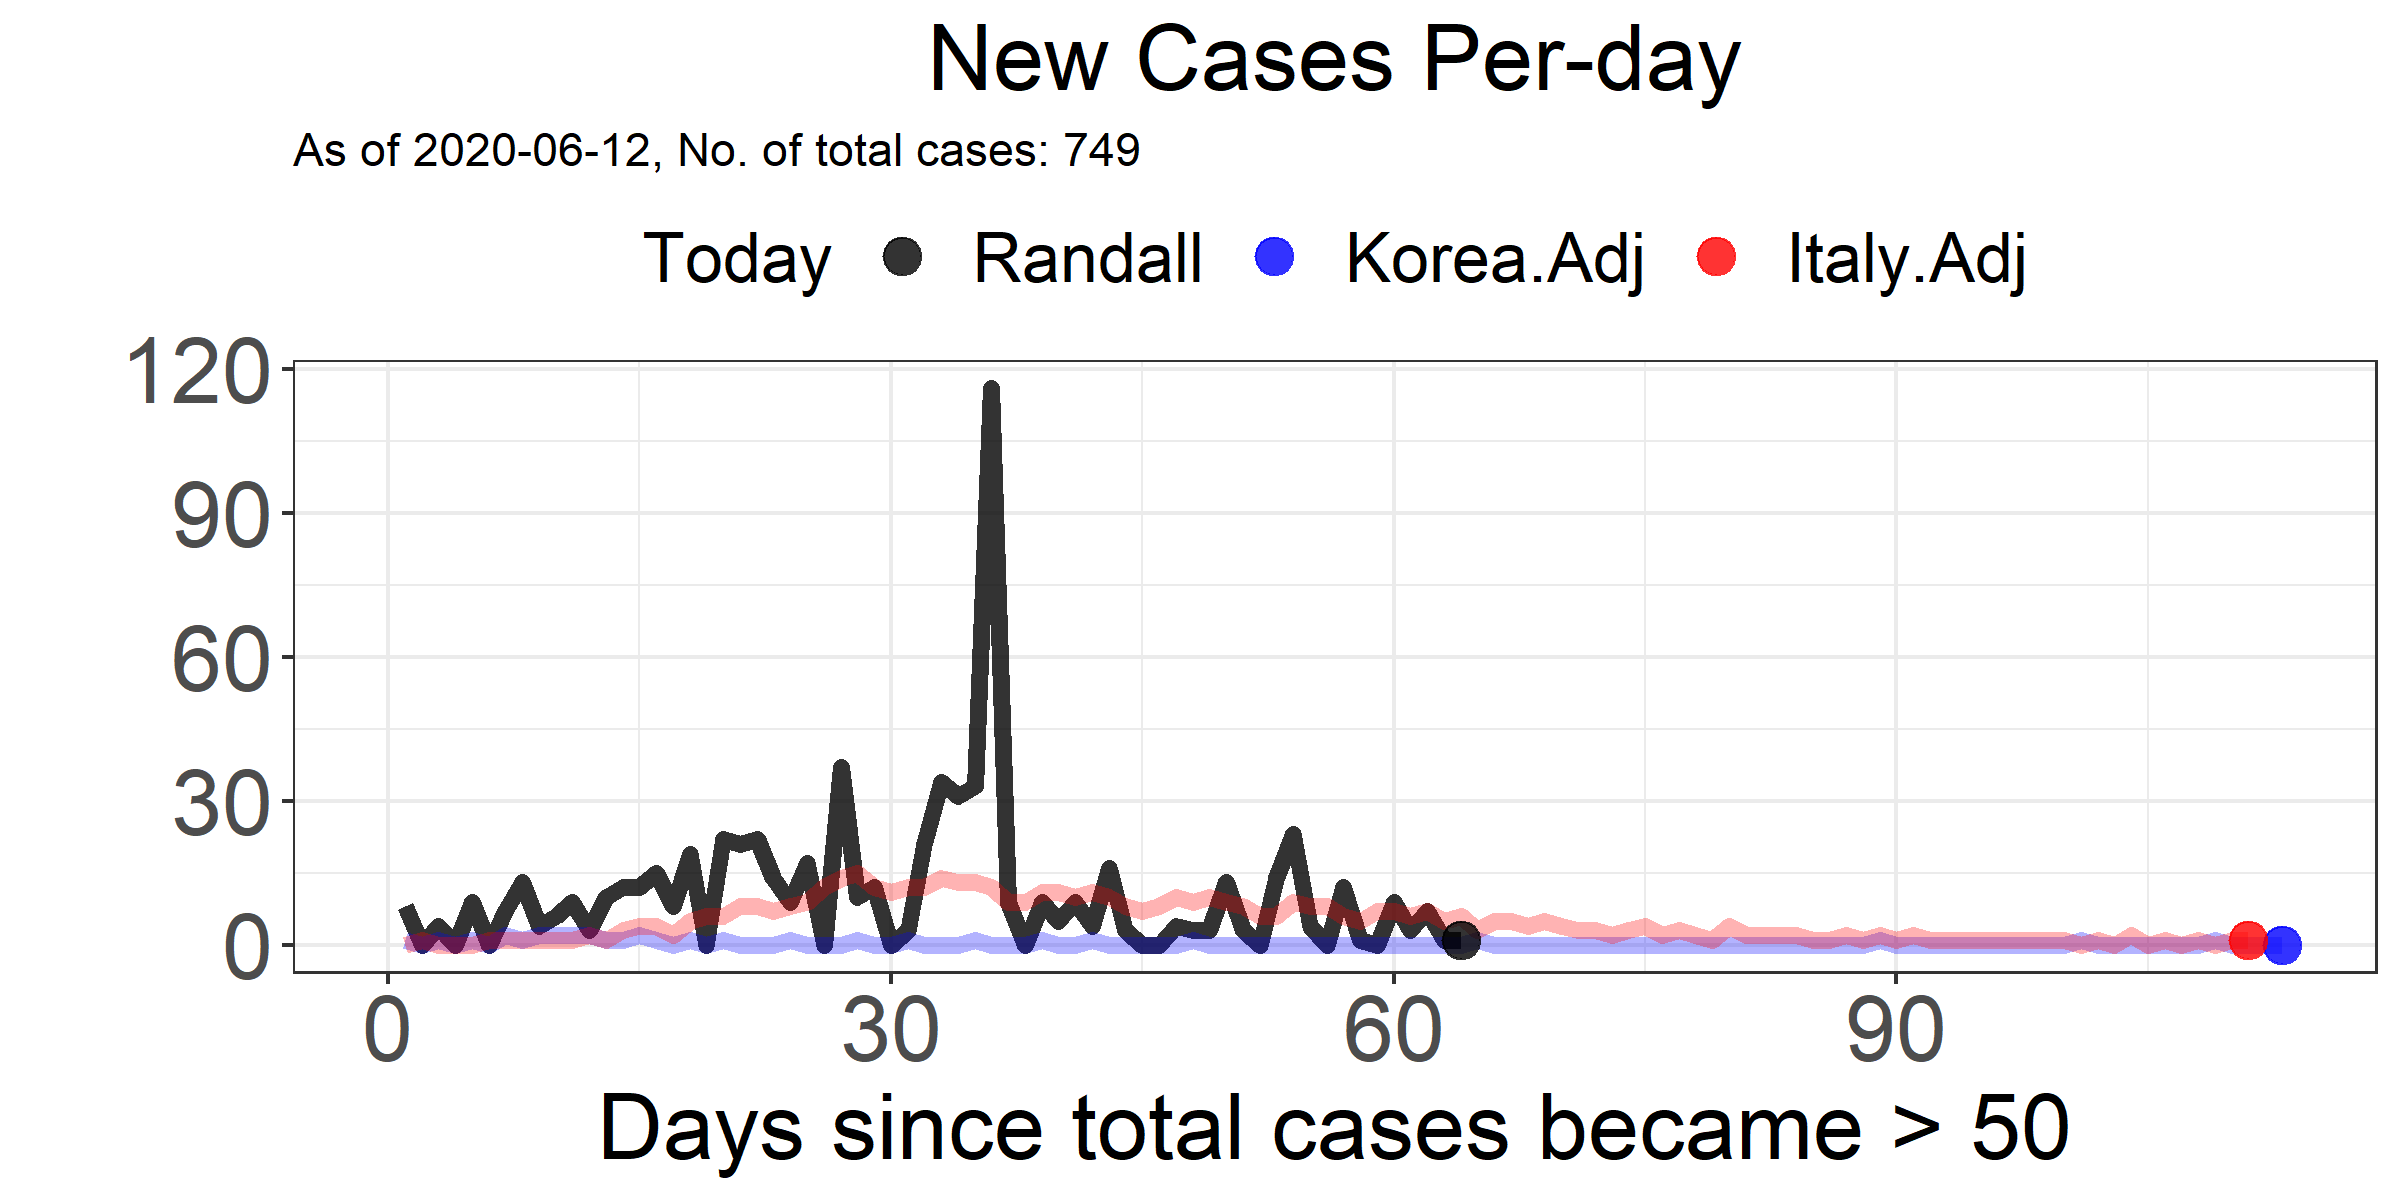 New Cases Per-day
As of 2020-06-12, No. of total cases: 749
Today Randall Korea.Adj Italy.Adj
120
90
60
30
0
0 30 60 90
Days since total cases became > 50